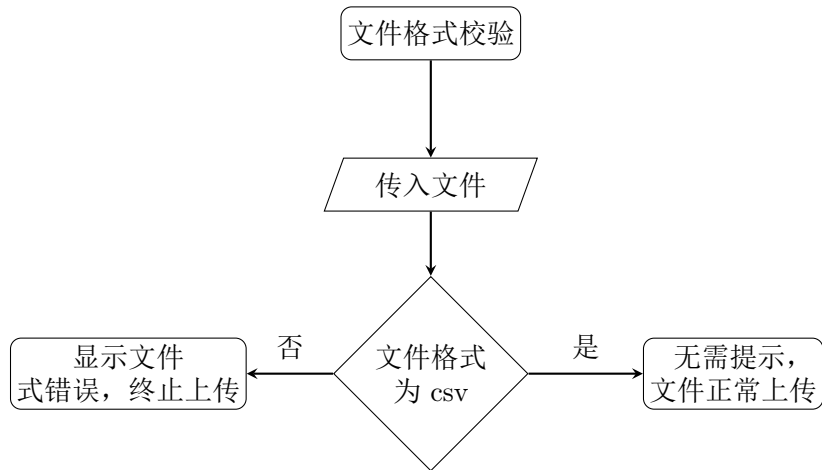 文件格式校验
传入文件
否
是
显示文件
式错误，终止上传
文件格式
为 csv
无需提示，
文件正常上传